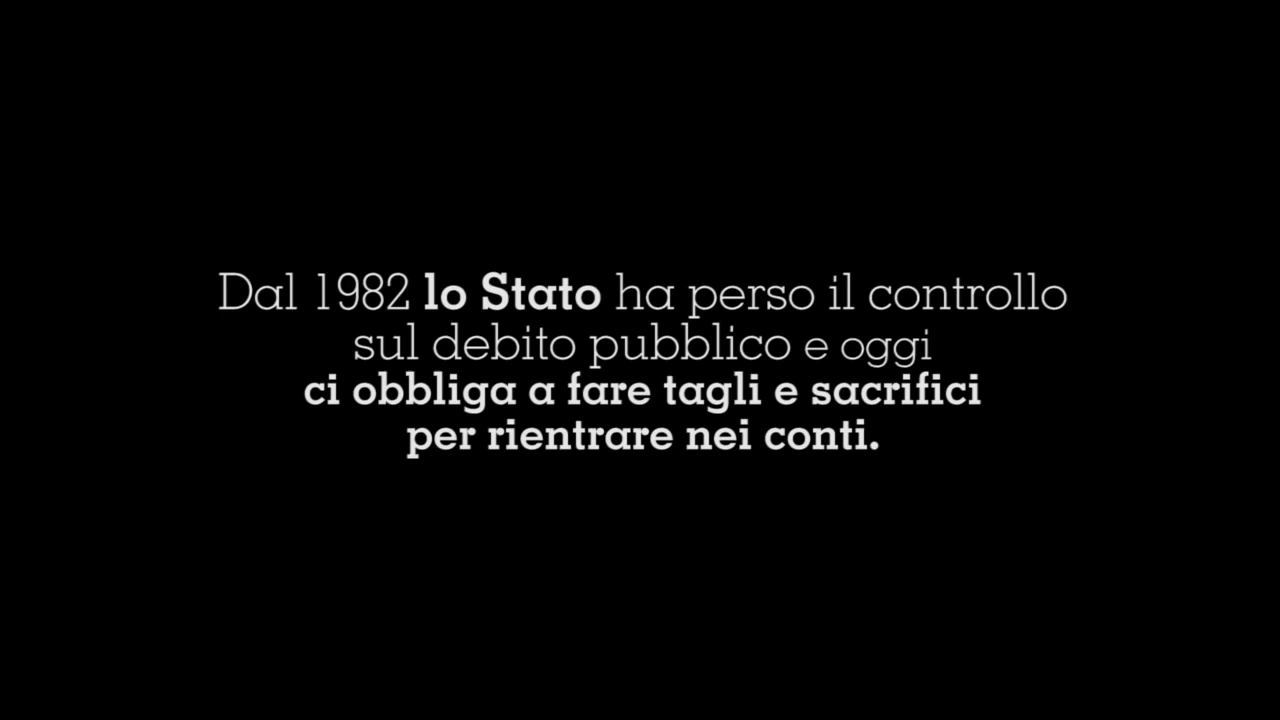 Dal 1982 lo Stato ha perso il controllo
sul debito pubblico e oggi
ci obbliga a fare tagli e sacrifici
per rientrare nei conti.